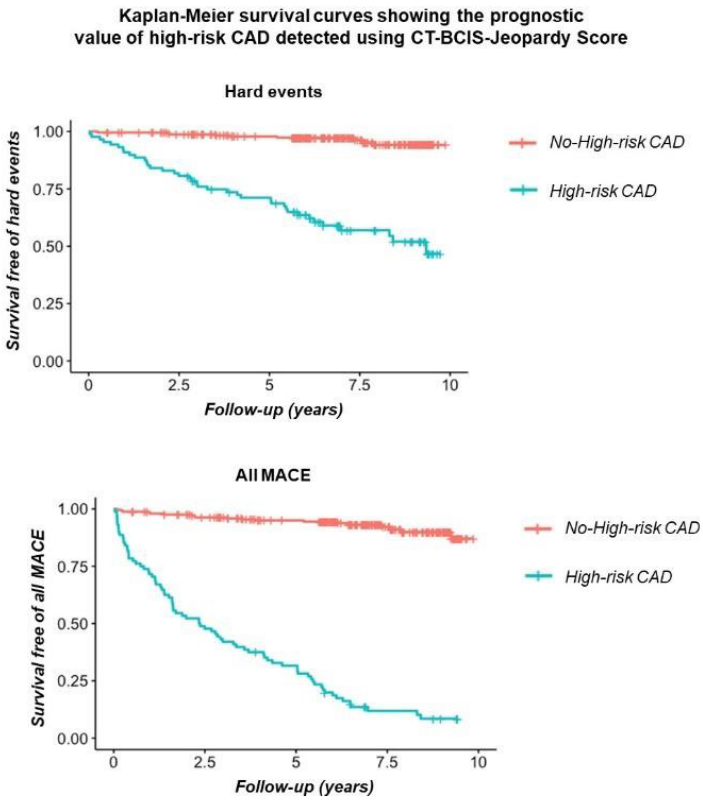 Kaplan-Meier survival curves showing the prognostic
value of high-risk CAD detected using CT-BCIS-Jeopardy Score
Hard events
Survival free of hard events
1.00
0.75
0.50
0.25
0.00
0
2.5
5
7.5
10
Follow-up (years)
No-High-risk CAD
High-risk CAD
All MACE
Survival free of all MACE
1.00
0.75
0.50
0.25
0.00
0
2.5
5
7.5
10
Follow-up (years)
No-High-risk CAD
High-risk CAD